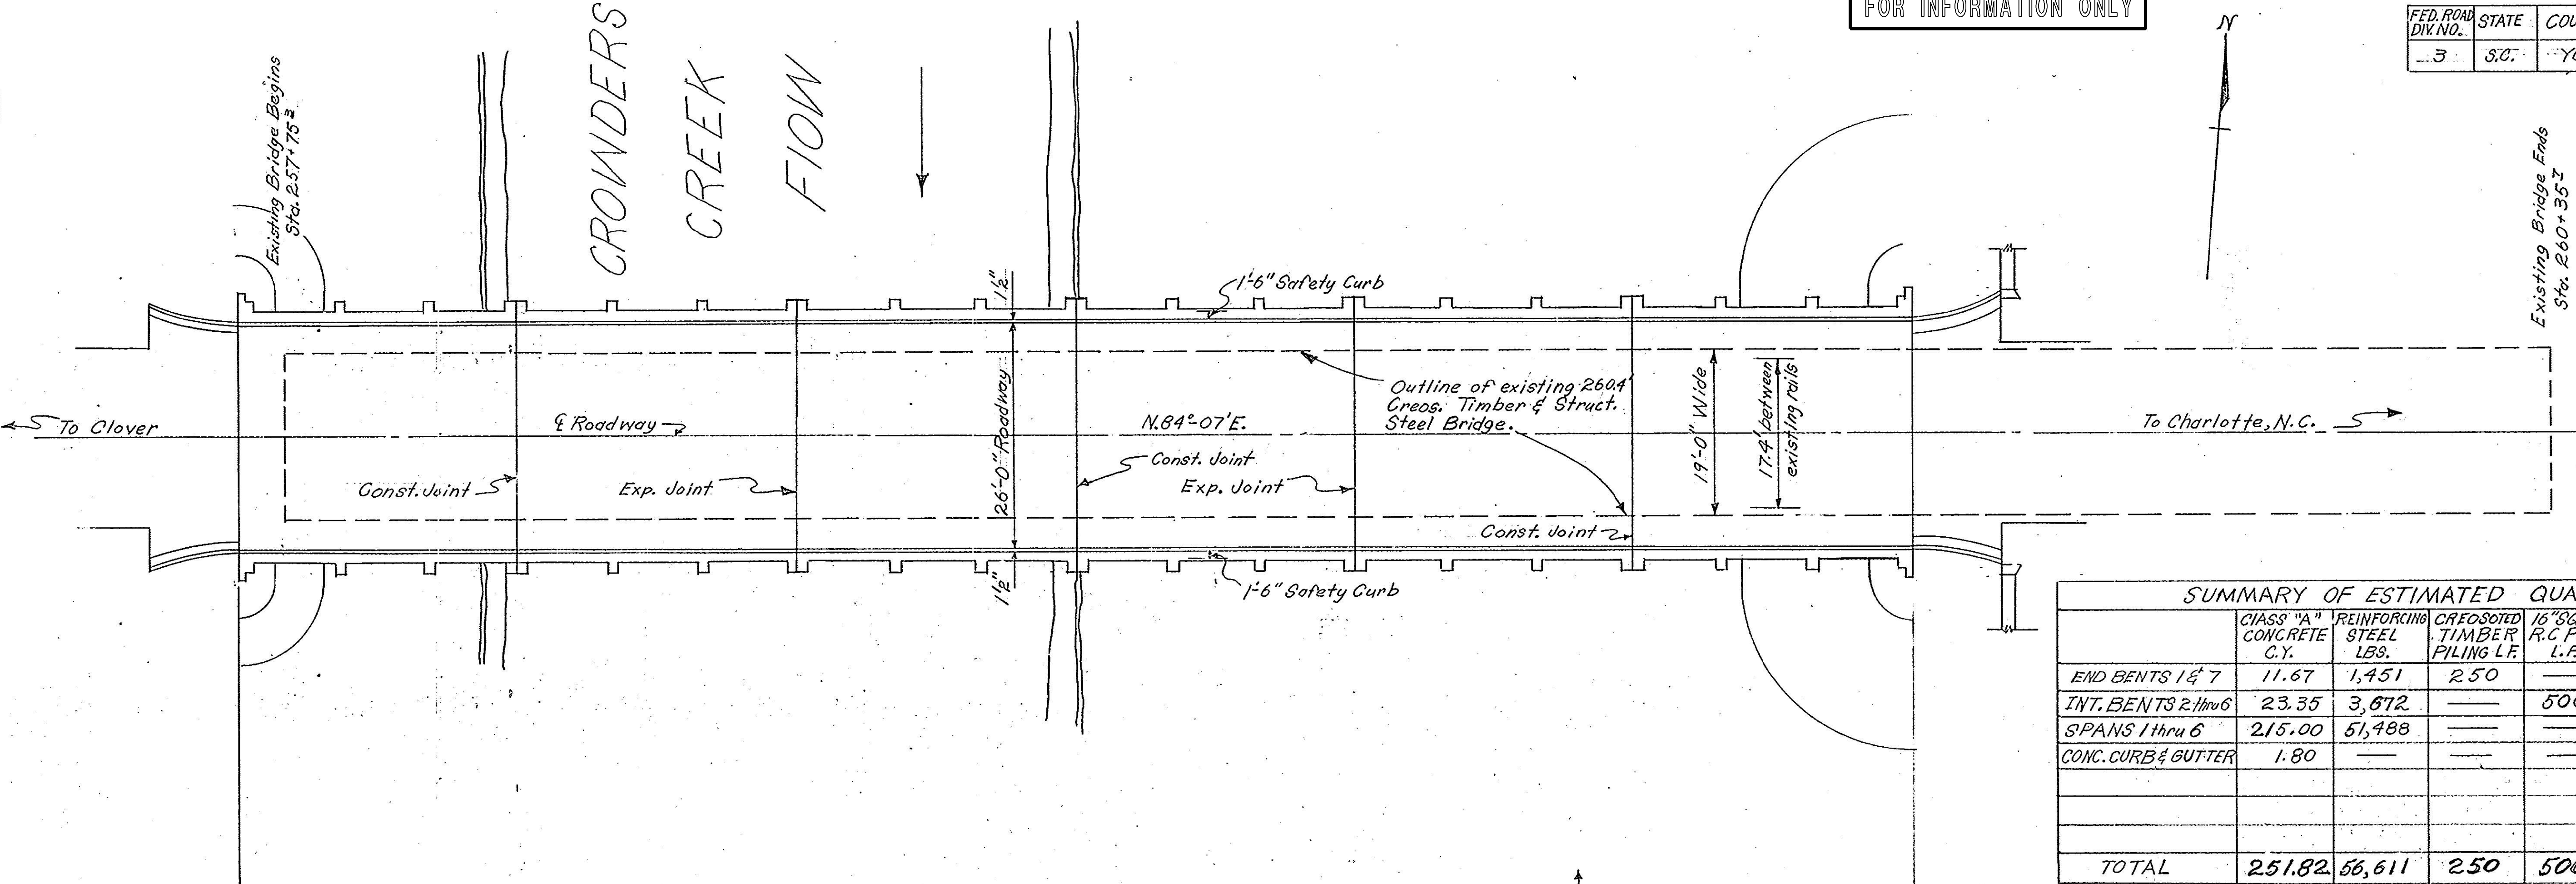 FOR INFORMATION ONLY
FED. ROAD DIV. NO. STATE
3 S.C.
N
Existing Bridge Begins
Sta. 257+75³
CROWDERS
CREEK
FLOW
Existing Bridge Ends
Sta. 260+35
1'-6" Safety Curb
1'2"
26'-0" Roadway
1'2"
Outline of existing 260.4'
Creos. Timber & Struct.
Steel Bridge.
19'-0" Wide
17.4' between
existing rails
To Clover
℄ Roadway
N.84°-07'E.
To Charlotte, N.C.
Const. Joint
Exp. Joint
Const. Joint
Exp. Joint
Const. Joint
1'-6" Safety Curb
SUMMARY OF ESTIMATED
CLASS "A" CONCRETE C.Y. REINFORCING STEEL LBS. CREOSOTED TIMBER PILING L.F. 16" R.C.
END BENTS 1 & 7 11.67 1,451 250 —
INT. BENTS 2 thru 6 23.35 3,672 —
SPANS 1 thru 6 215.00 51,488 — —
CONC. CURB & GUTTER 1.80 — — —
TOTAL 251.82 56,611 250